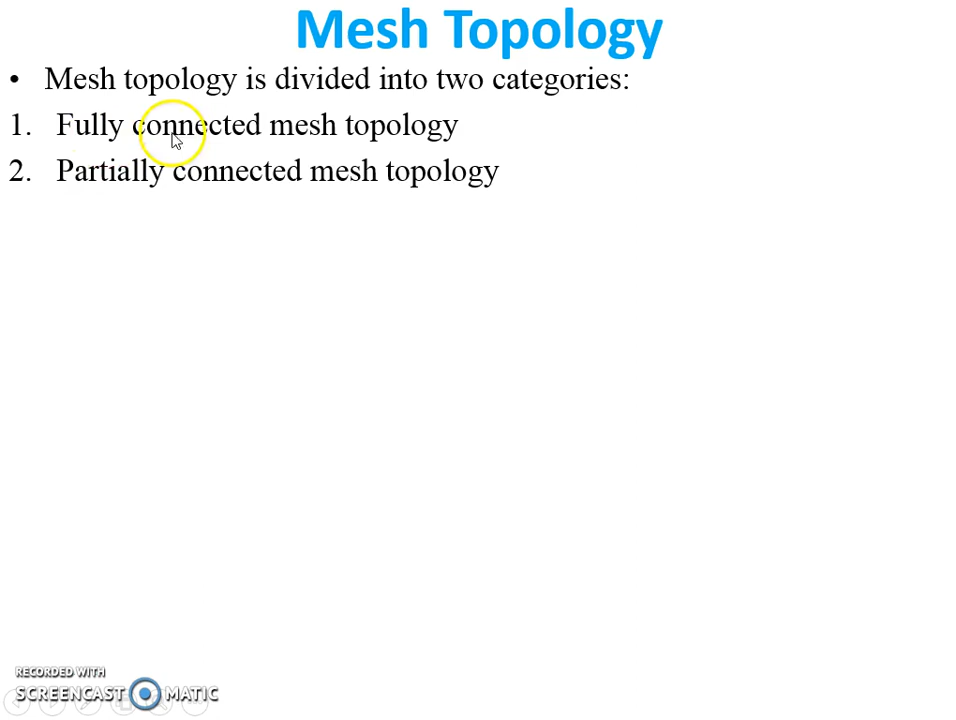 Mesh Topology
• Mesh topology is divided into two categories:
1. Fully connected mesh topology
2. Partially connected mesh topology
RECORDED WITH
SCREENCAST MATIC